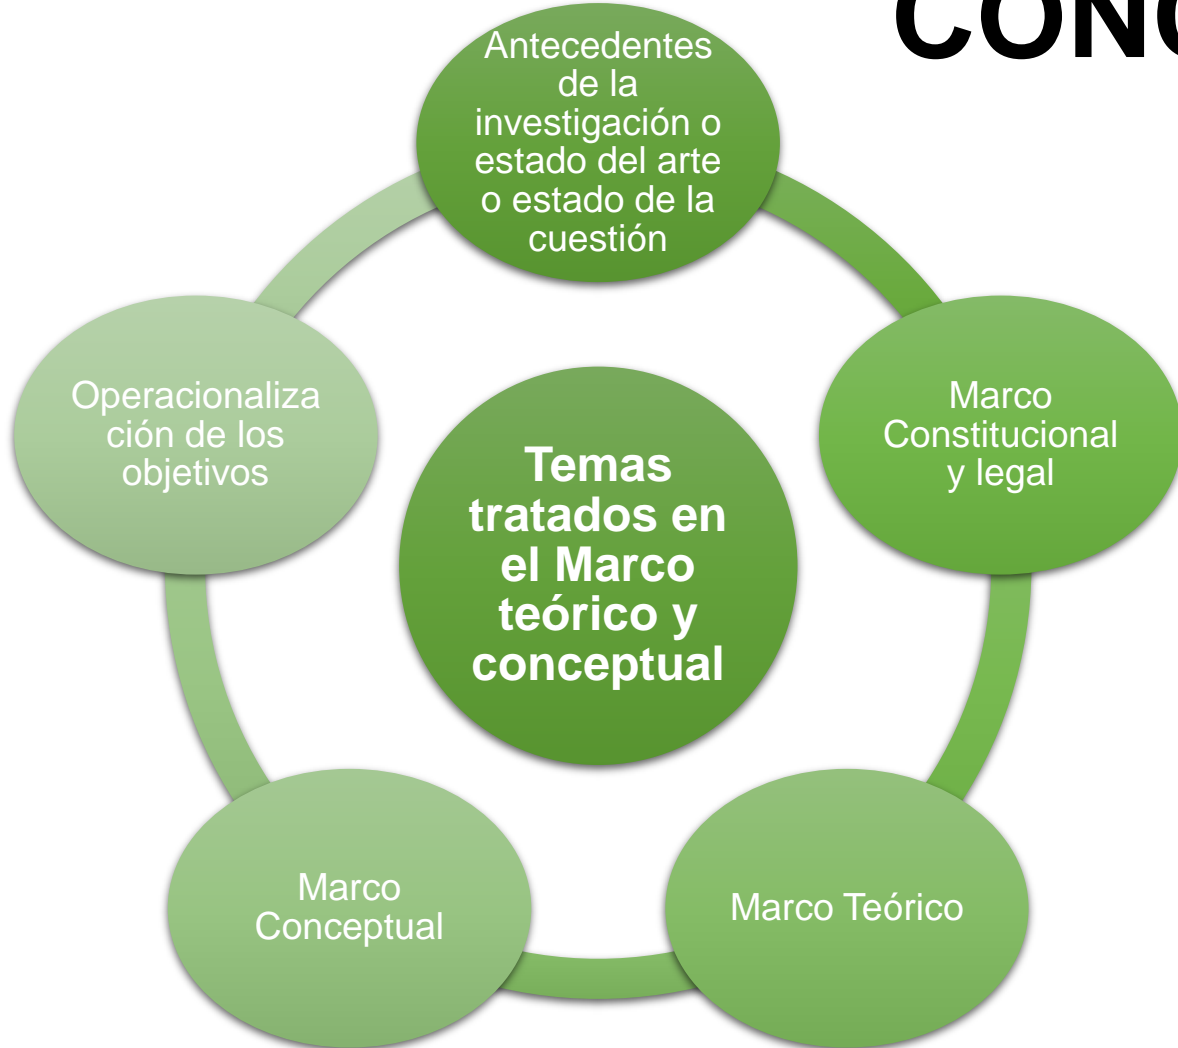 Antecedentes
de la
investigación o
estado del arte
o estado de la
cuestión
Marco
Constitucional
y legal
Marco Teórico
Marco
Conceptual
Operacionaliza
ción de los
objetivos
Temas
tratados en
el Marco
teórico y
conceptual